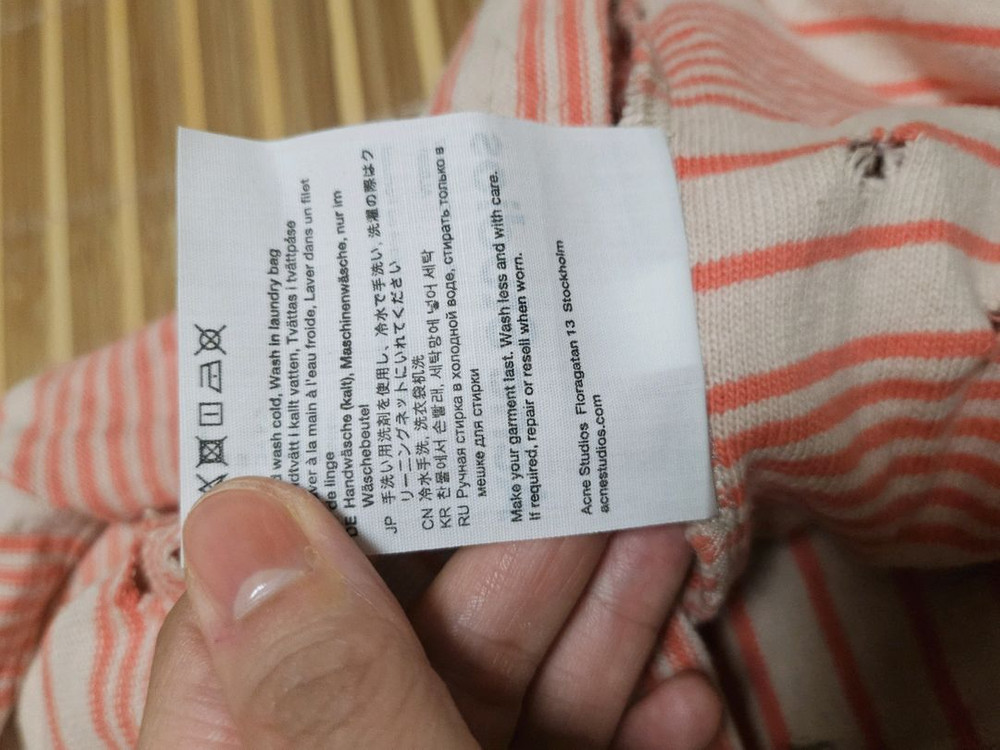 wash cold, Wash in laundry bag
i kallt vatten, Tvättas i tvättpåse
à la main à l'eau froide, Laver dans un filet
de linge
DE Handwäsche (kalt), Maschinenwäsche, nur im
Wäschebeutel
JP 手洗い用洗剤を使用し、冷水で手洗い, 洗濯の際はク
リーニングネットにいれてください
CN 冷水手洗, 洗衣袋机洗
KR 찬물에서 손빨래, 세탁망에 넣어 세탁
RU Ручная стирка в холодной воде, стирать только в
мешке для стирки
Make your garment last. Wash less and with care.
If required, repair or resell when worn.
Acne Studios Floragatan 13 Stockholm
acnestudios.com